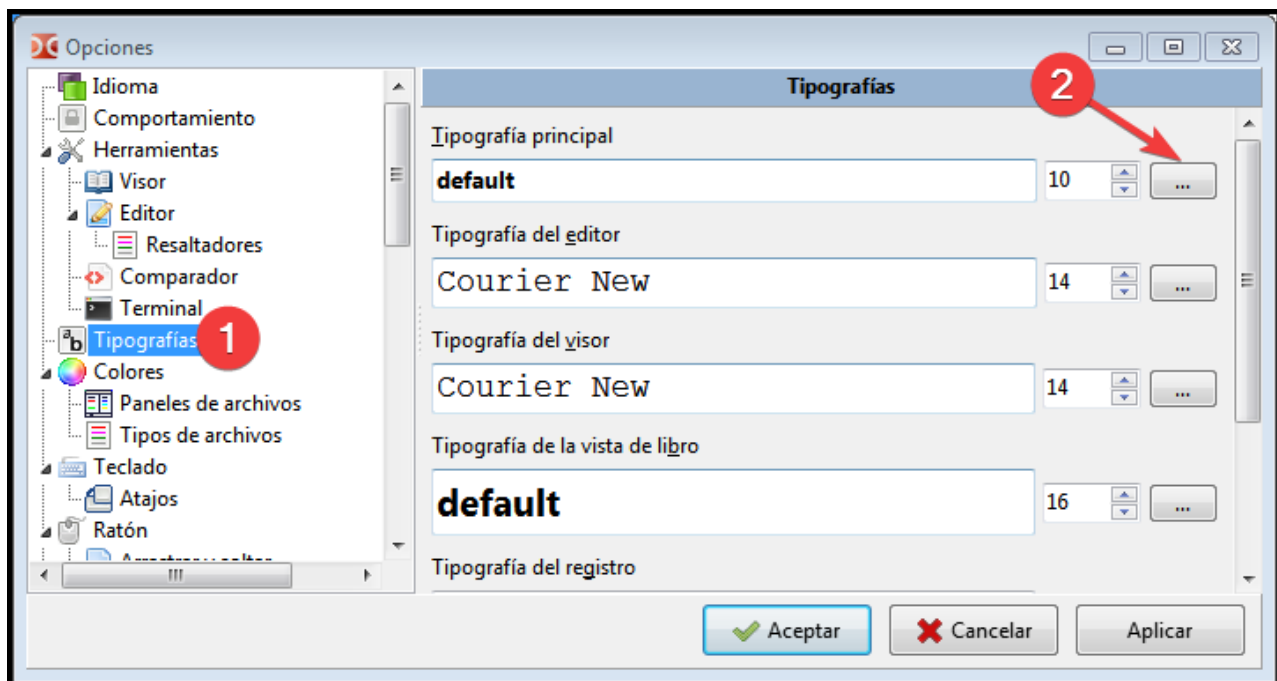 Opciones
Idioma
Comportamiento
Herramientas
Visor
Editor
Resaltadores
Comparador
Terminal
Tipografías
1
Colores
Paneles de archivos
Tipos de archivos
Teclado
Atajos
Ratón
Arrastrar y soltar
Tipografías
2
Tipografía principal
default
10
...
Tipografía del editor
Courier New
14
...
Tipografía del visor
Courier New
14
...
Tipografía de la vista de libro
default
16
...
Tipografía del registro
Aceptar
Cancelar
Aplicar